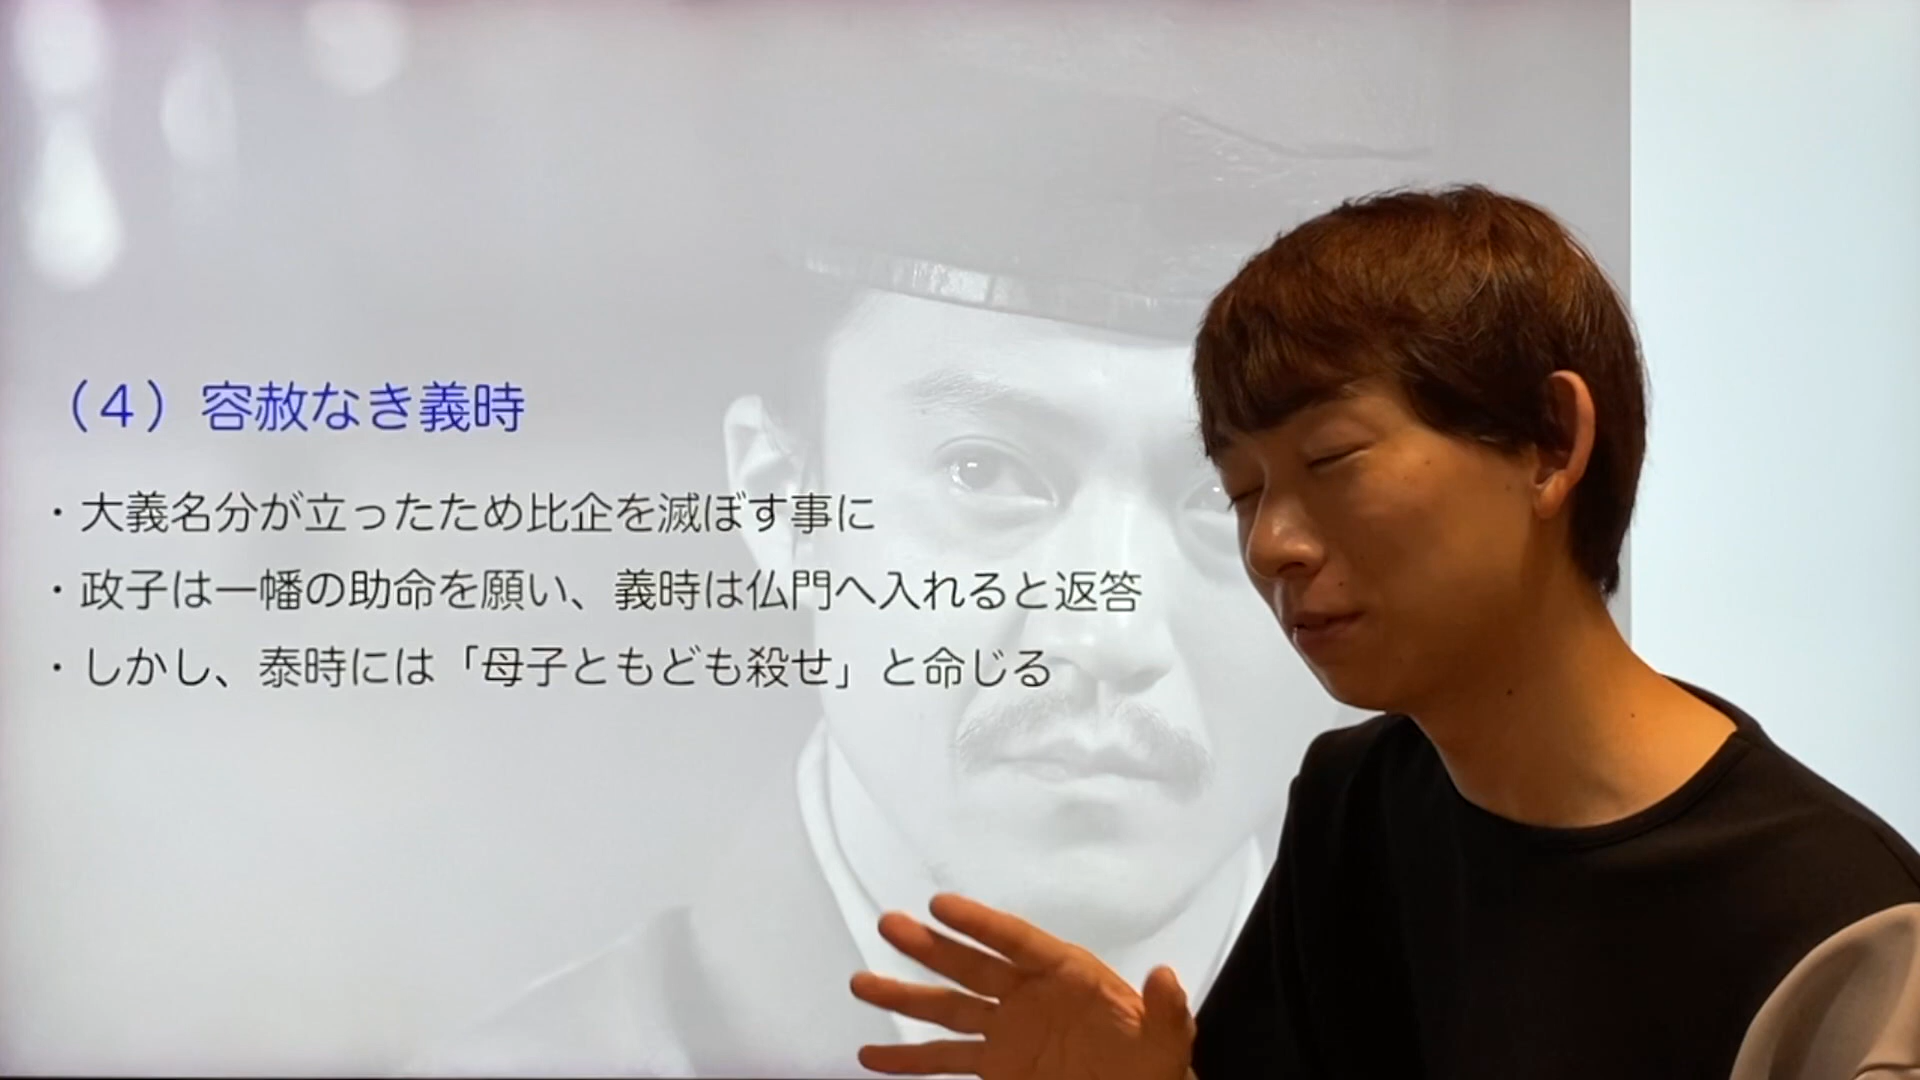 （４）容赦なき義時
・大義名分が立ったため比企を滅ぼす事に
・政子は一幡の助命を願い、義時は仏門へ入れると返答
・しかし、泰時には「母子ともども殺せ」と命じる